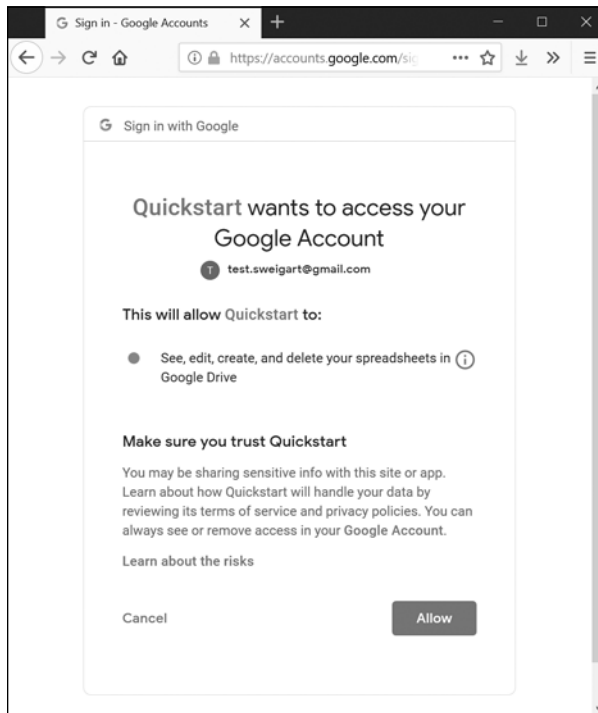 Sign in - Google Accounts
https://accounts.google.com/sig
Sign in with Google
Quickstart wants to access your
Google Account
T test.sweigart@gmail.com
This will allow Quickstart to:
See, edit, create, and delete your spreadsheets in
Google Drive
Make sure you trust Quickstart
You may be sharing sensitive info with this site or app.
Learn about how Quickstart will handle your data by
reviewing its terms of service and privacy policies. You can
always see or remove access in your Google Account.
Learn about the risks
Cancel
Allow